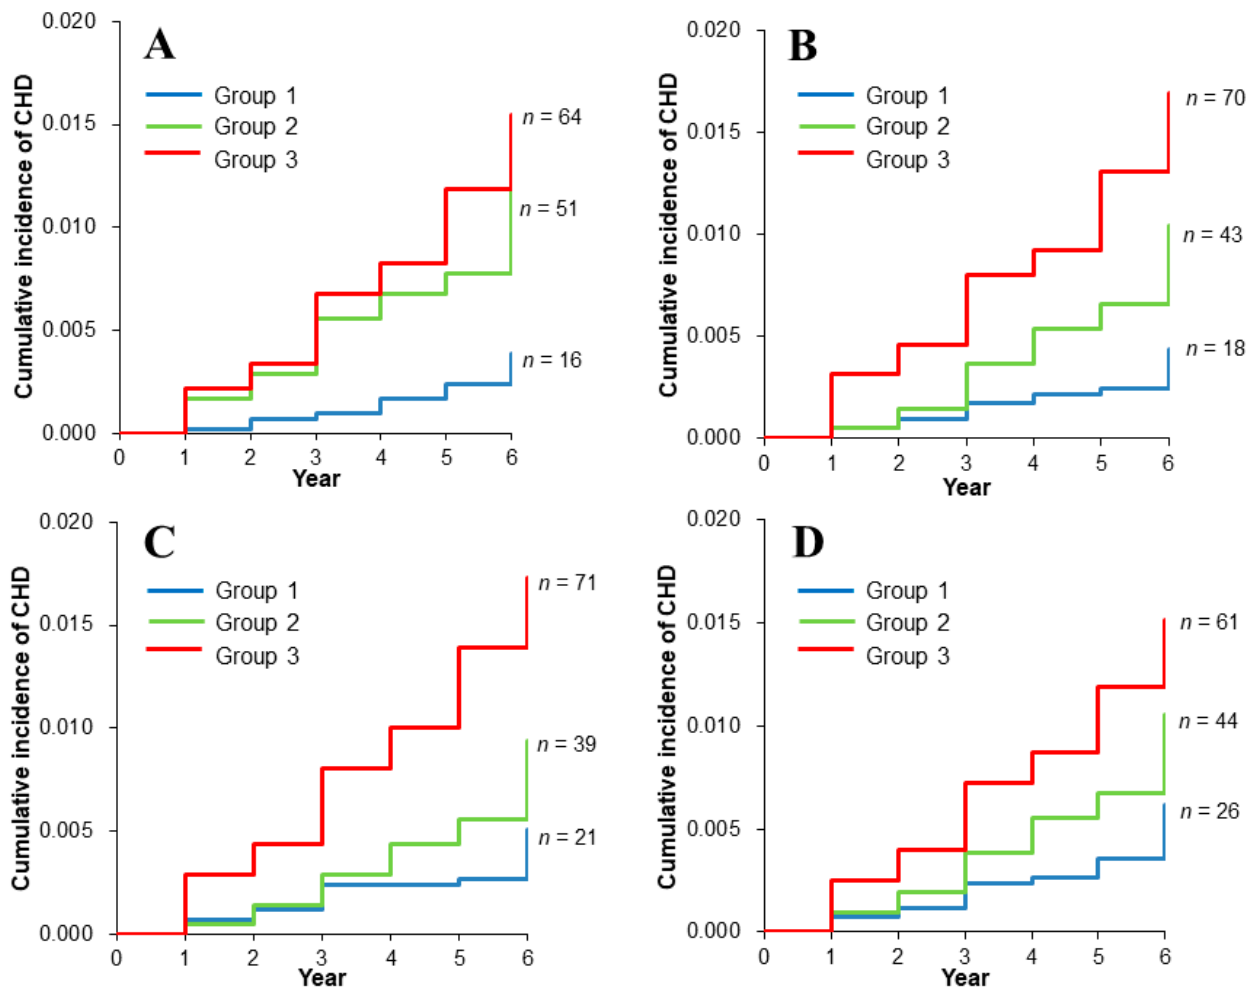 A
Cumulative incidence of CHD
0.020
0.015
0.010
0.005
0.000
Group 1
Group 2
Group 3
n = 64
n = 51
n = 16
0 1 2 3 4 5 6
Year
B
Cumulative incidence of CHD
0.020
0.015
0.010
0.005
0.000
Group 1
Group 2
Group 3
n = 70
n = 43
n = 18
0 1 2 3 4 5 6
Year
C
Cumulative incidence of CHD
0.020
0.015
0.010
0.005
0.000
Group 1
Group 2
Group 3
n = 71
n = 39
n = 21
0 1 2 3 4 5 6
Year
D
Cumulative incidence of CHD
0.020
0.015
0.010
0.005
0.000
Group 1
Group 2
Group 3
n = 61
n = 44
n = 26
0 1 2 3 4 5 6
Year